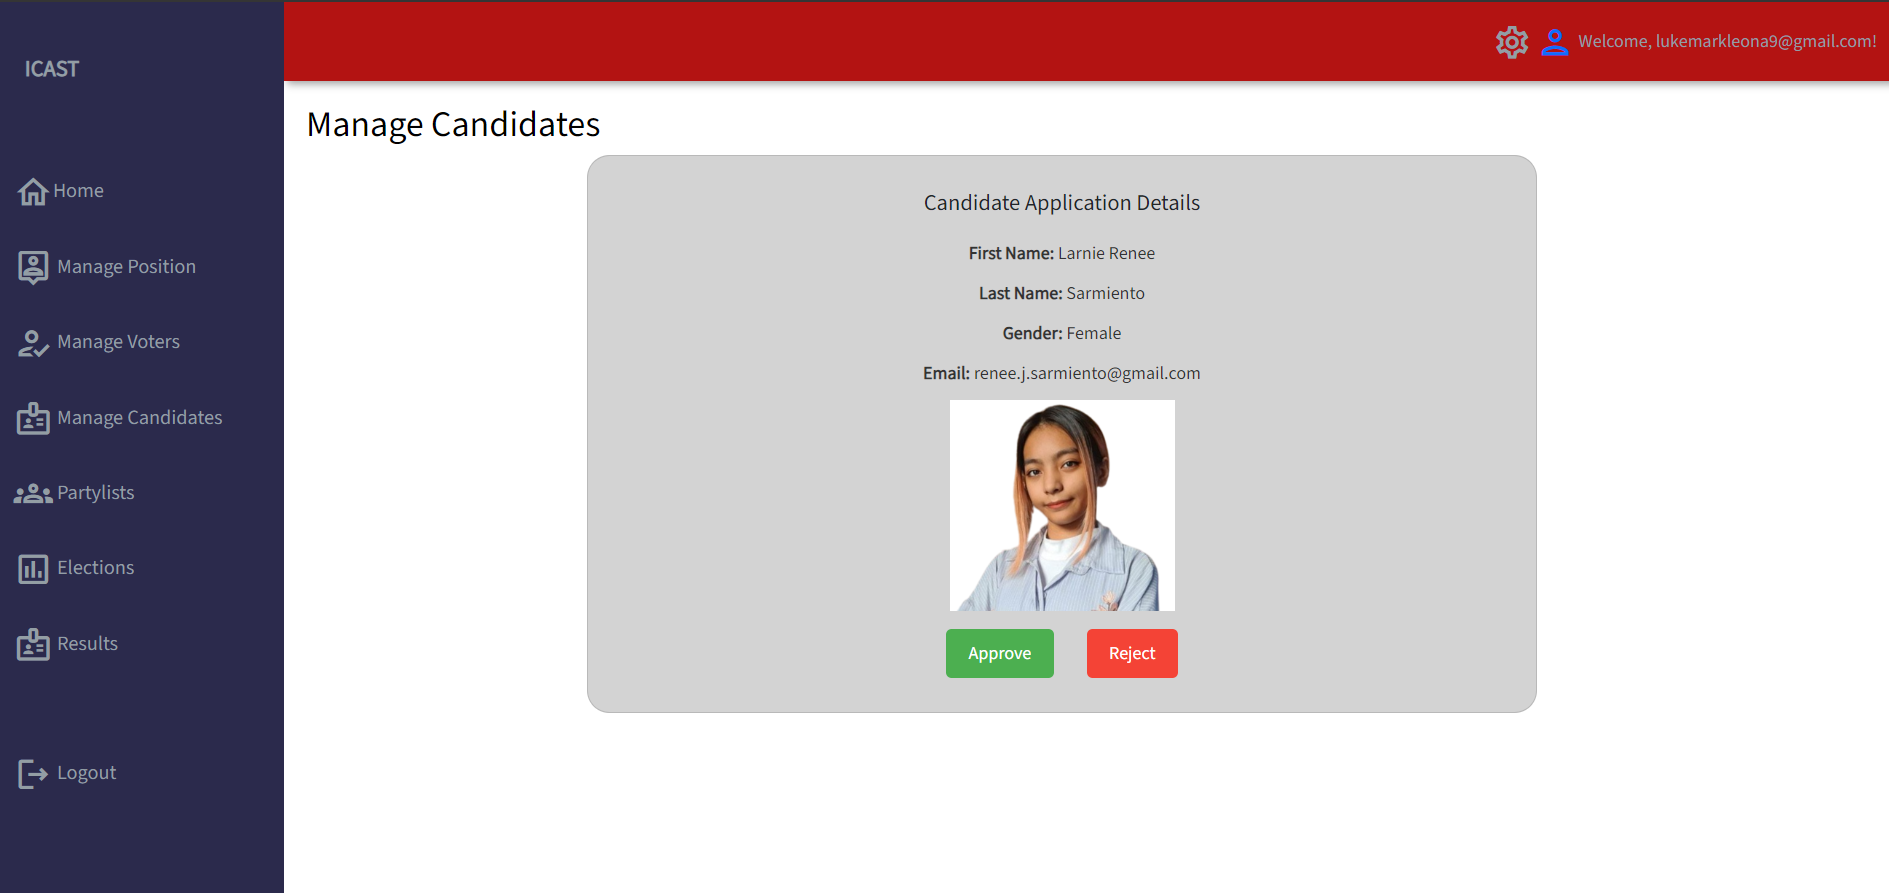 ICAST
Welcome, lukemarkleona9@gmail.com!
Home
Manage Position
Manage Voters
Manage Candidates
Partylists
Elections
Results
Logout
Manage Candidates
Candidate Application Details
First Name: Larnie Renee
Last Name: Sarmiento
Gender: Female
Email: renee.j.sarmiento@gmail.com
Approve
Reject